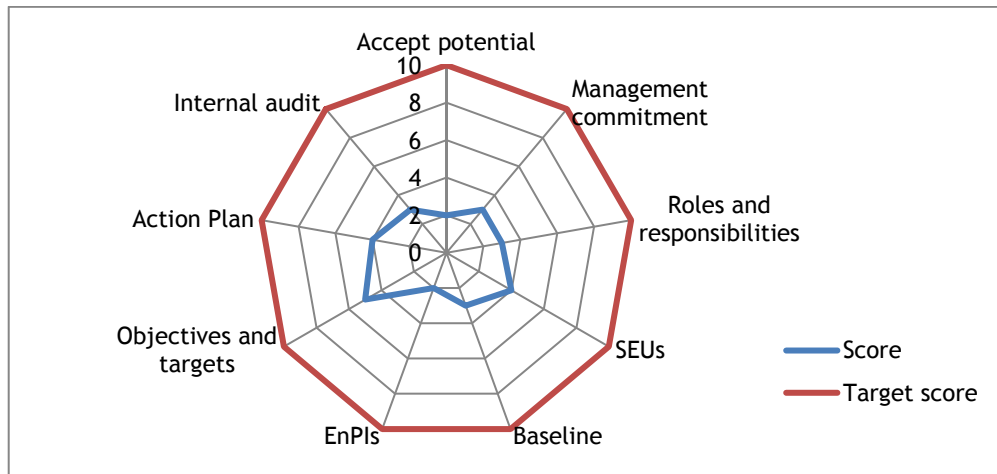 Accept potential
10
8
6
4
2
0
Management
commitment
Roles and
responsibilities
SEUs
Baseline
EnPIs
Objectives and
targets
Action Plan
Internal audit
Score
Target score